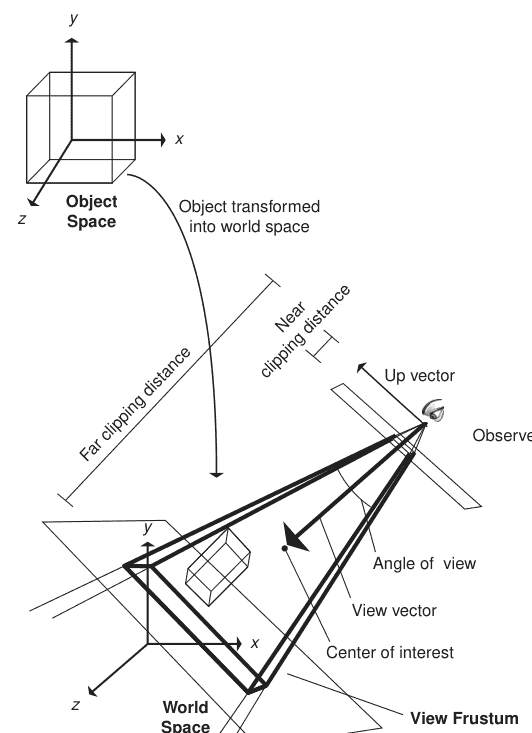 y
x
z
Object
Space
Object transformed
into world space
Near
clipping distance
Far clipping distance
Up vector
Observe
y
x
z
Angle of view
View vector
Center of interest
World
Space
View Frustum